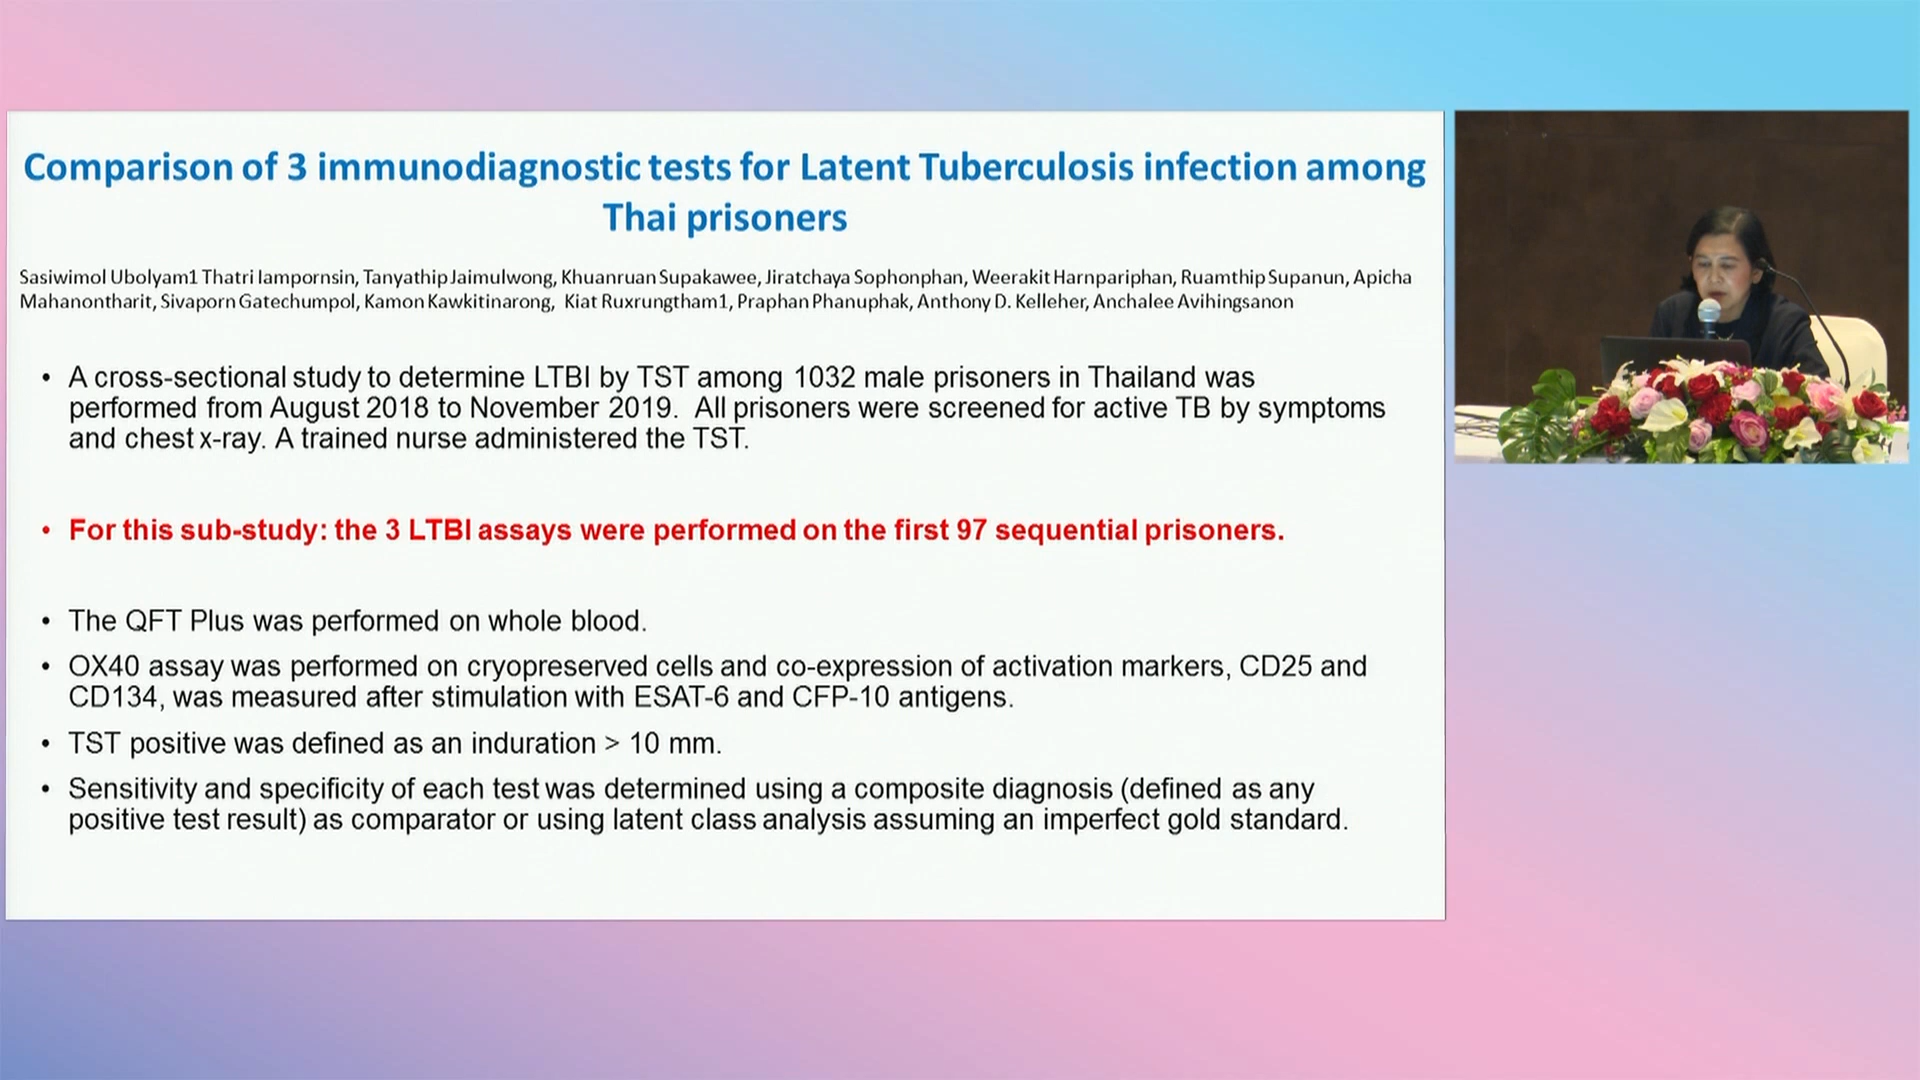 Comparison of 3 immunodiagnostic tests for Latent Tuberculosis infection among
Thai prisoners
Sasiwimol Ubolyam1 Thatri Iampornsin, Tanyathip Jaimulwong, Khuanruan Supakawee, Jiratchaya Sophonphan, Weerakit Harnpariphan, Ruamthip Supanun, Apicha
Mahanontharit, Sivaporn Gatechumpol, Kamon Kawkitinarong, Kiat Ruxrungtham1, Praphan Phanuphak, Anthony D. Kelleher, Anchalee Avihingsanon
• A cross-sectional study to determine LTBI by TST among 1032 male prisoners in Thailand was
performed from August 2018 to November 2019. All prisoners were screened for active TB by symptoms
and chest x-ray. A trained nurse administered the TST.
• For this sub-study: the 3 LTBI assays were performed on the first 97 sequential prisoners.
• The QFT Plus was performed on whole blood.
• OX40 assay was performed on cryopreserved cells and co-expression of activation markers, CD25 and
CD134, was measured after stimulation with ESAT-6 and CFP-10 antigens.
• TST positive was defined as an induration > 10 mm.
• Sensitivity and specificity of each test was determined using a composite diagnosis (defined as any
positive test result) as comparator or using latent class analysis assuming an imperfect gold standard.